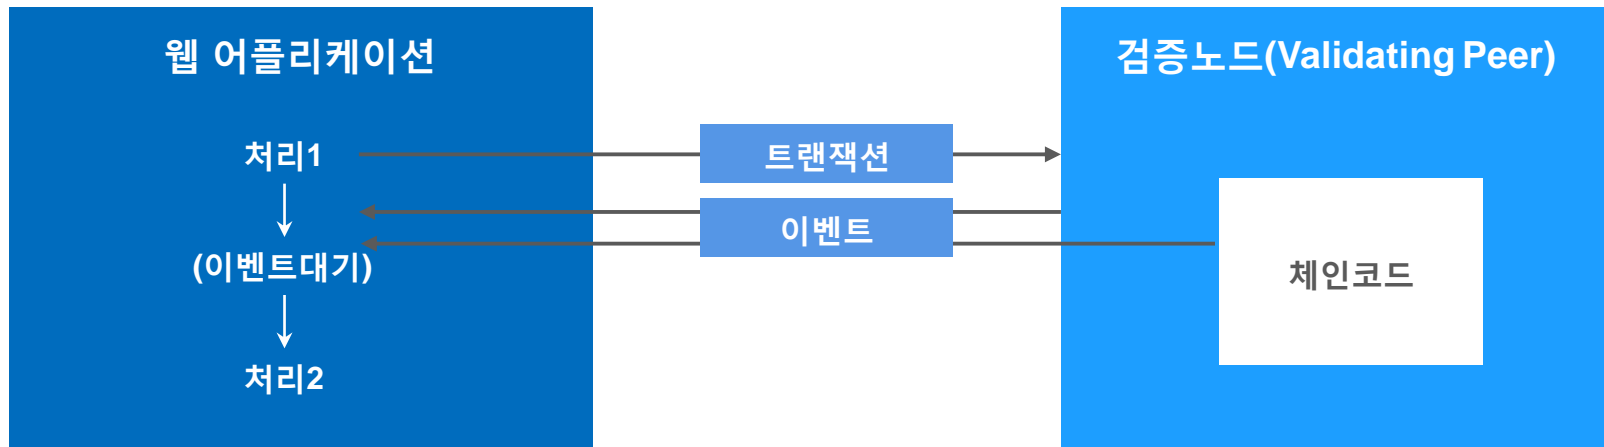 웹 어플리케이션
처리1
(이벤트대기)
처리2
트랜잭션
이벤트
검증노드(Validating Peer)
체인코드